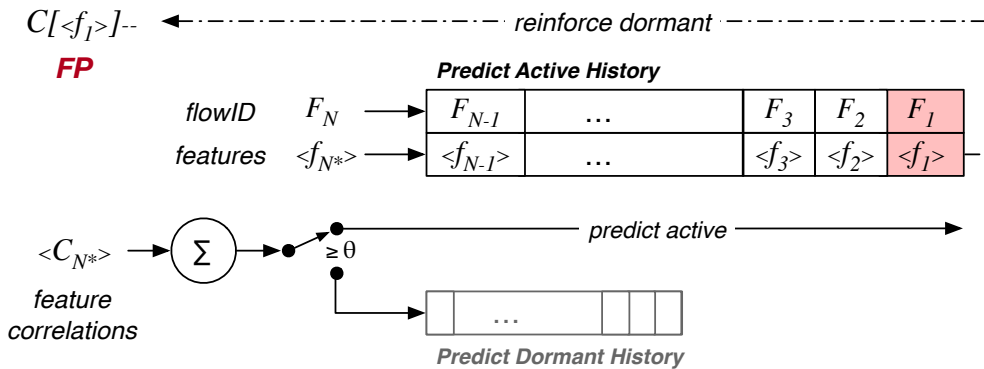 C[<f1>]--
reinforce dormant
FP
Predict Active History
flowID FN FN-1 ... F3 F2 F1
features <fN*> <fN-1> ... <f3> <f2> <f1>
<CN*> Σ ≥ θ predict active
feature
correlations
...
Predict Dormant History